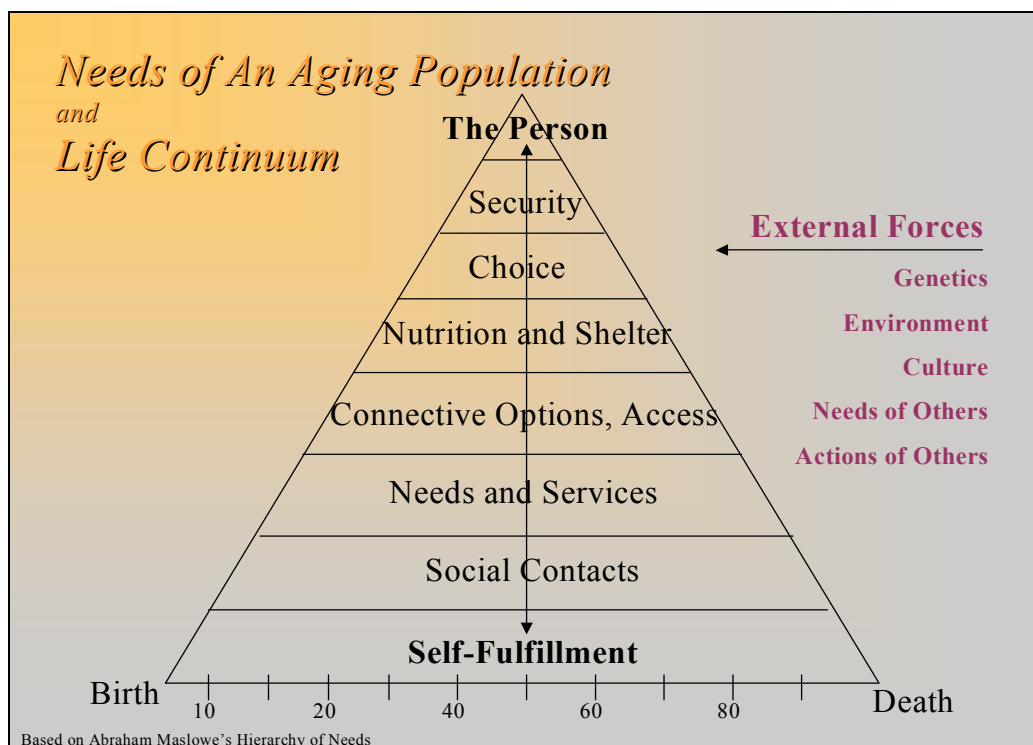 Needs of An Aging Population
and
Life Continuum
The Person
Security
Choice
Nutrition and Shelter
Connective Options, Access
Needs and Services
Social Contacts
Self-Fulfillment
External Forces
Genetics
Environment
Culture
Needs of Others
Actions of Others
Birth
10
20
40
60
80
Death
Based on Abraham Maslowe's Hierarchy of Needs